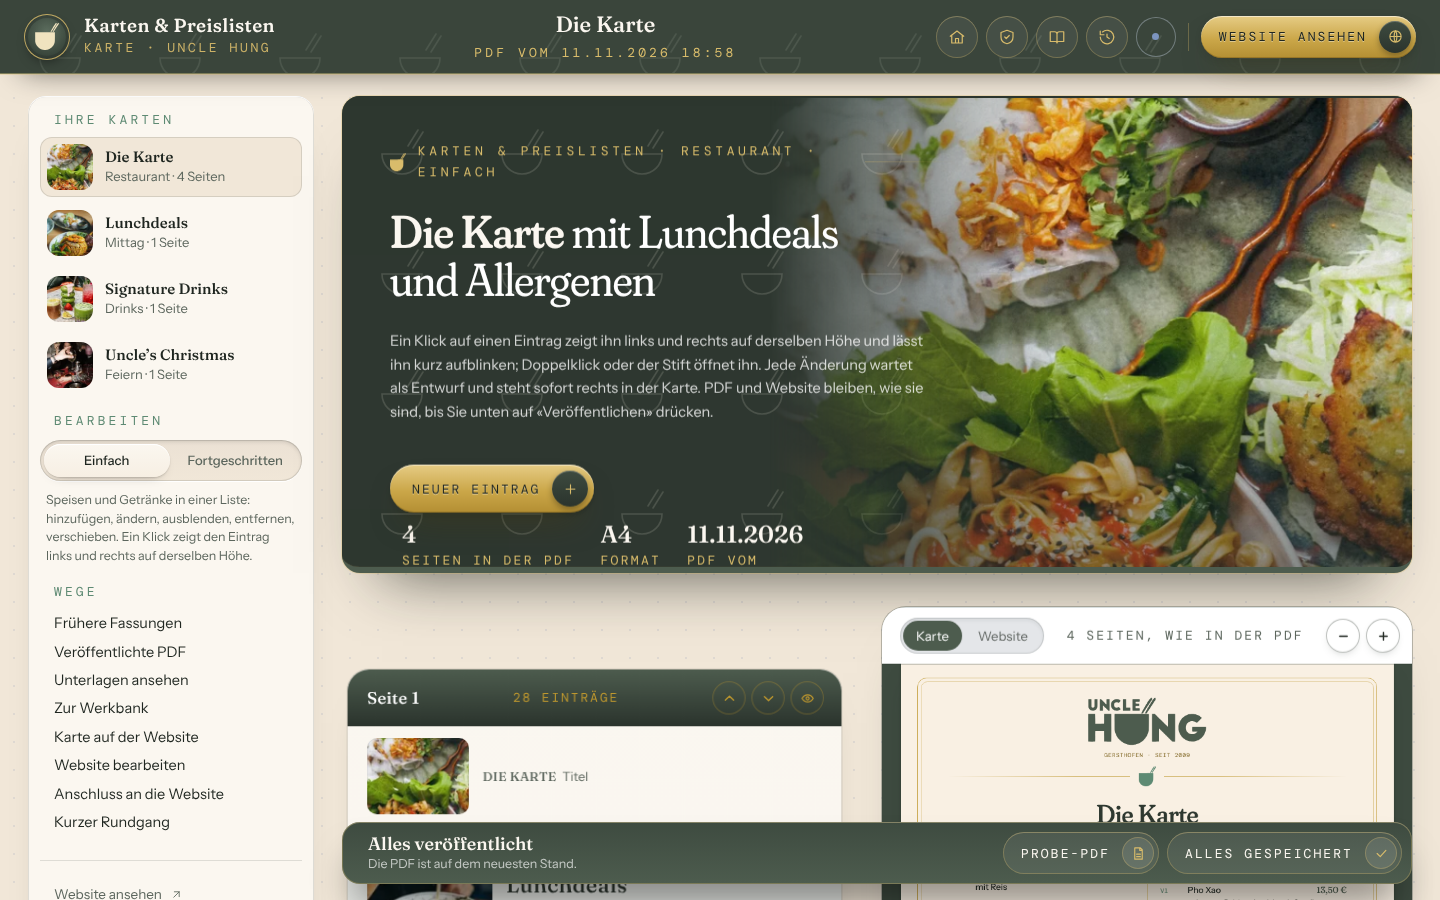 Karten & Preislisten
KARTE · UNCLE HUNG
Die Karte
PDF VOM 11.11.2026 18:58
WEBSITE ANSEHEN
IHRE KARTEN
Die Karte
Restaurant · 4 Seiten
Lunchdeals
Mittag · 1 Seite
Signature Drinks
Drinks · 1 Seite
Uncle’s Christmas
Feiern · 1 Seite
BEARBEITEN
Einfach
Fortgeschritten
Speisen und Getränke in einer Liste:
hinzufügen, ändern, ausblenden, entfernen,
verschieben. Ein Klick zeigt den Eintrag
links und rechts auf derselben Höhe.
WEGE
Frühere Fassungen
Veröffentlichte PDF
Unterlagen ansehen
Zur Werkbank
Karte auf der Website
Website bearbeiten
Anschluss an die Website
Kurzer Rundgang
Website ansehen
KARTEN & PREISLISTEN · RESTAURANT ·
EINFACH
Die Karte mit Lunchdeals
und Allergenen
Ein Klick auf einen Eintrag zeigt ihn links und rechts auf derselben Höhe und lässt
ihn kurz aufblinken; Doppelklick oder der Stift öffnet ihn. Jede Änderung wartet
als Entwurf und steht sofort rechts in der Karte. PDF und Website bleiben, wie sie
sind, bis Sie unten auf «Veröffentlichen» drücken.
NEUER EINTRAG
4
SEITEN IN DER PDF
A4
FORMAT
11.11.2026
PDF VOM
Seite 1
28 EINTRÄGE
DIE KARTE Titel
Lunchdeals
Karte
Website
4 SEITEN, WIE IN DER PDF
UNCLE
HUNG
GERSTHOFEN · SEIT 2009
Die Karte
mit Reis
V1 Pho Xao 13,50 €
Alles veröffentlicht
Die PDF ist auf dem neuesten Stand.
PROBE-PDF
ALLES GESPEICHERT